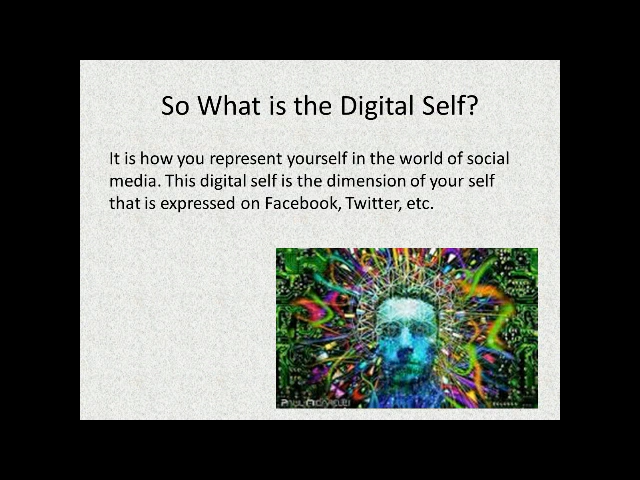 So What is the Digital Self?
It is how you represent yourself in the world of social
media. This digital self is the dimension of your self
that is expressed on Facebook, Twitter, etc.